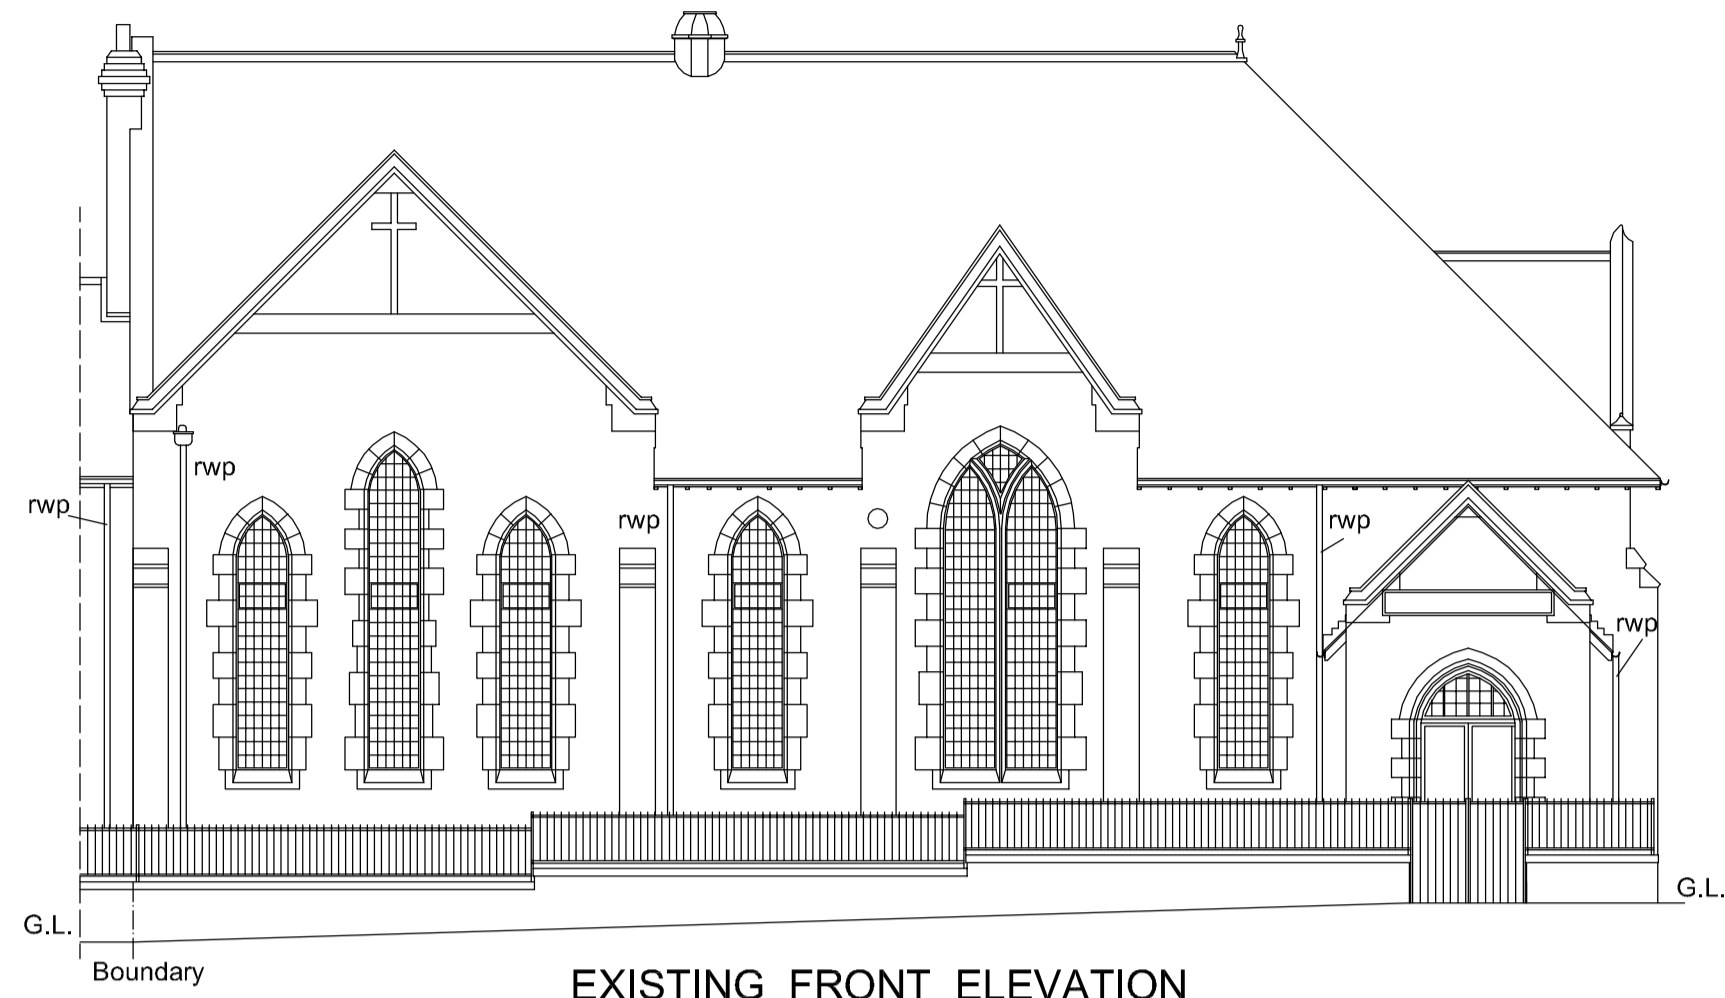 rwp
rwp
rwp
rwp
rwp
G.L.
G.L.
Boundary
EXISTING FRONT ELEVATION